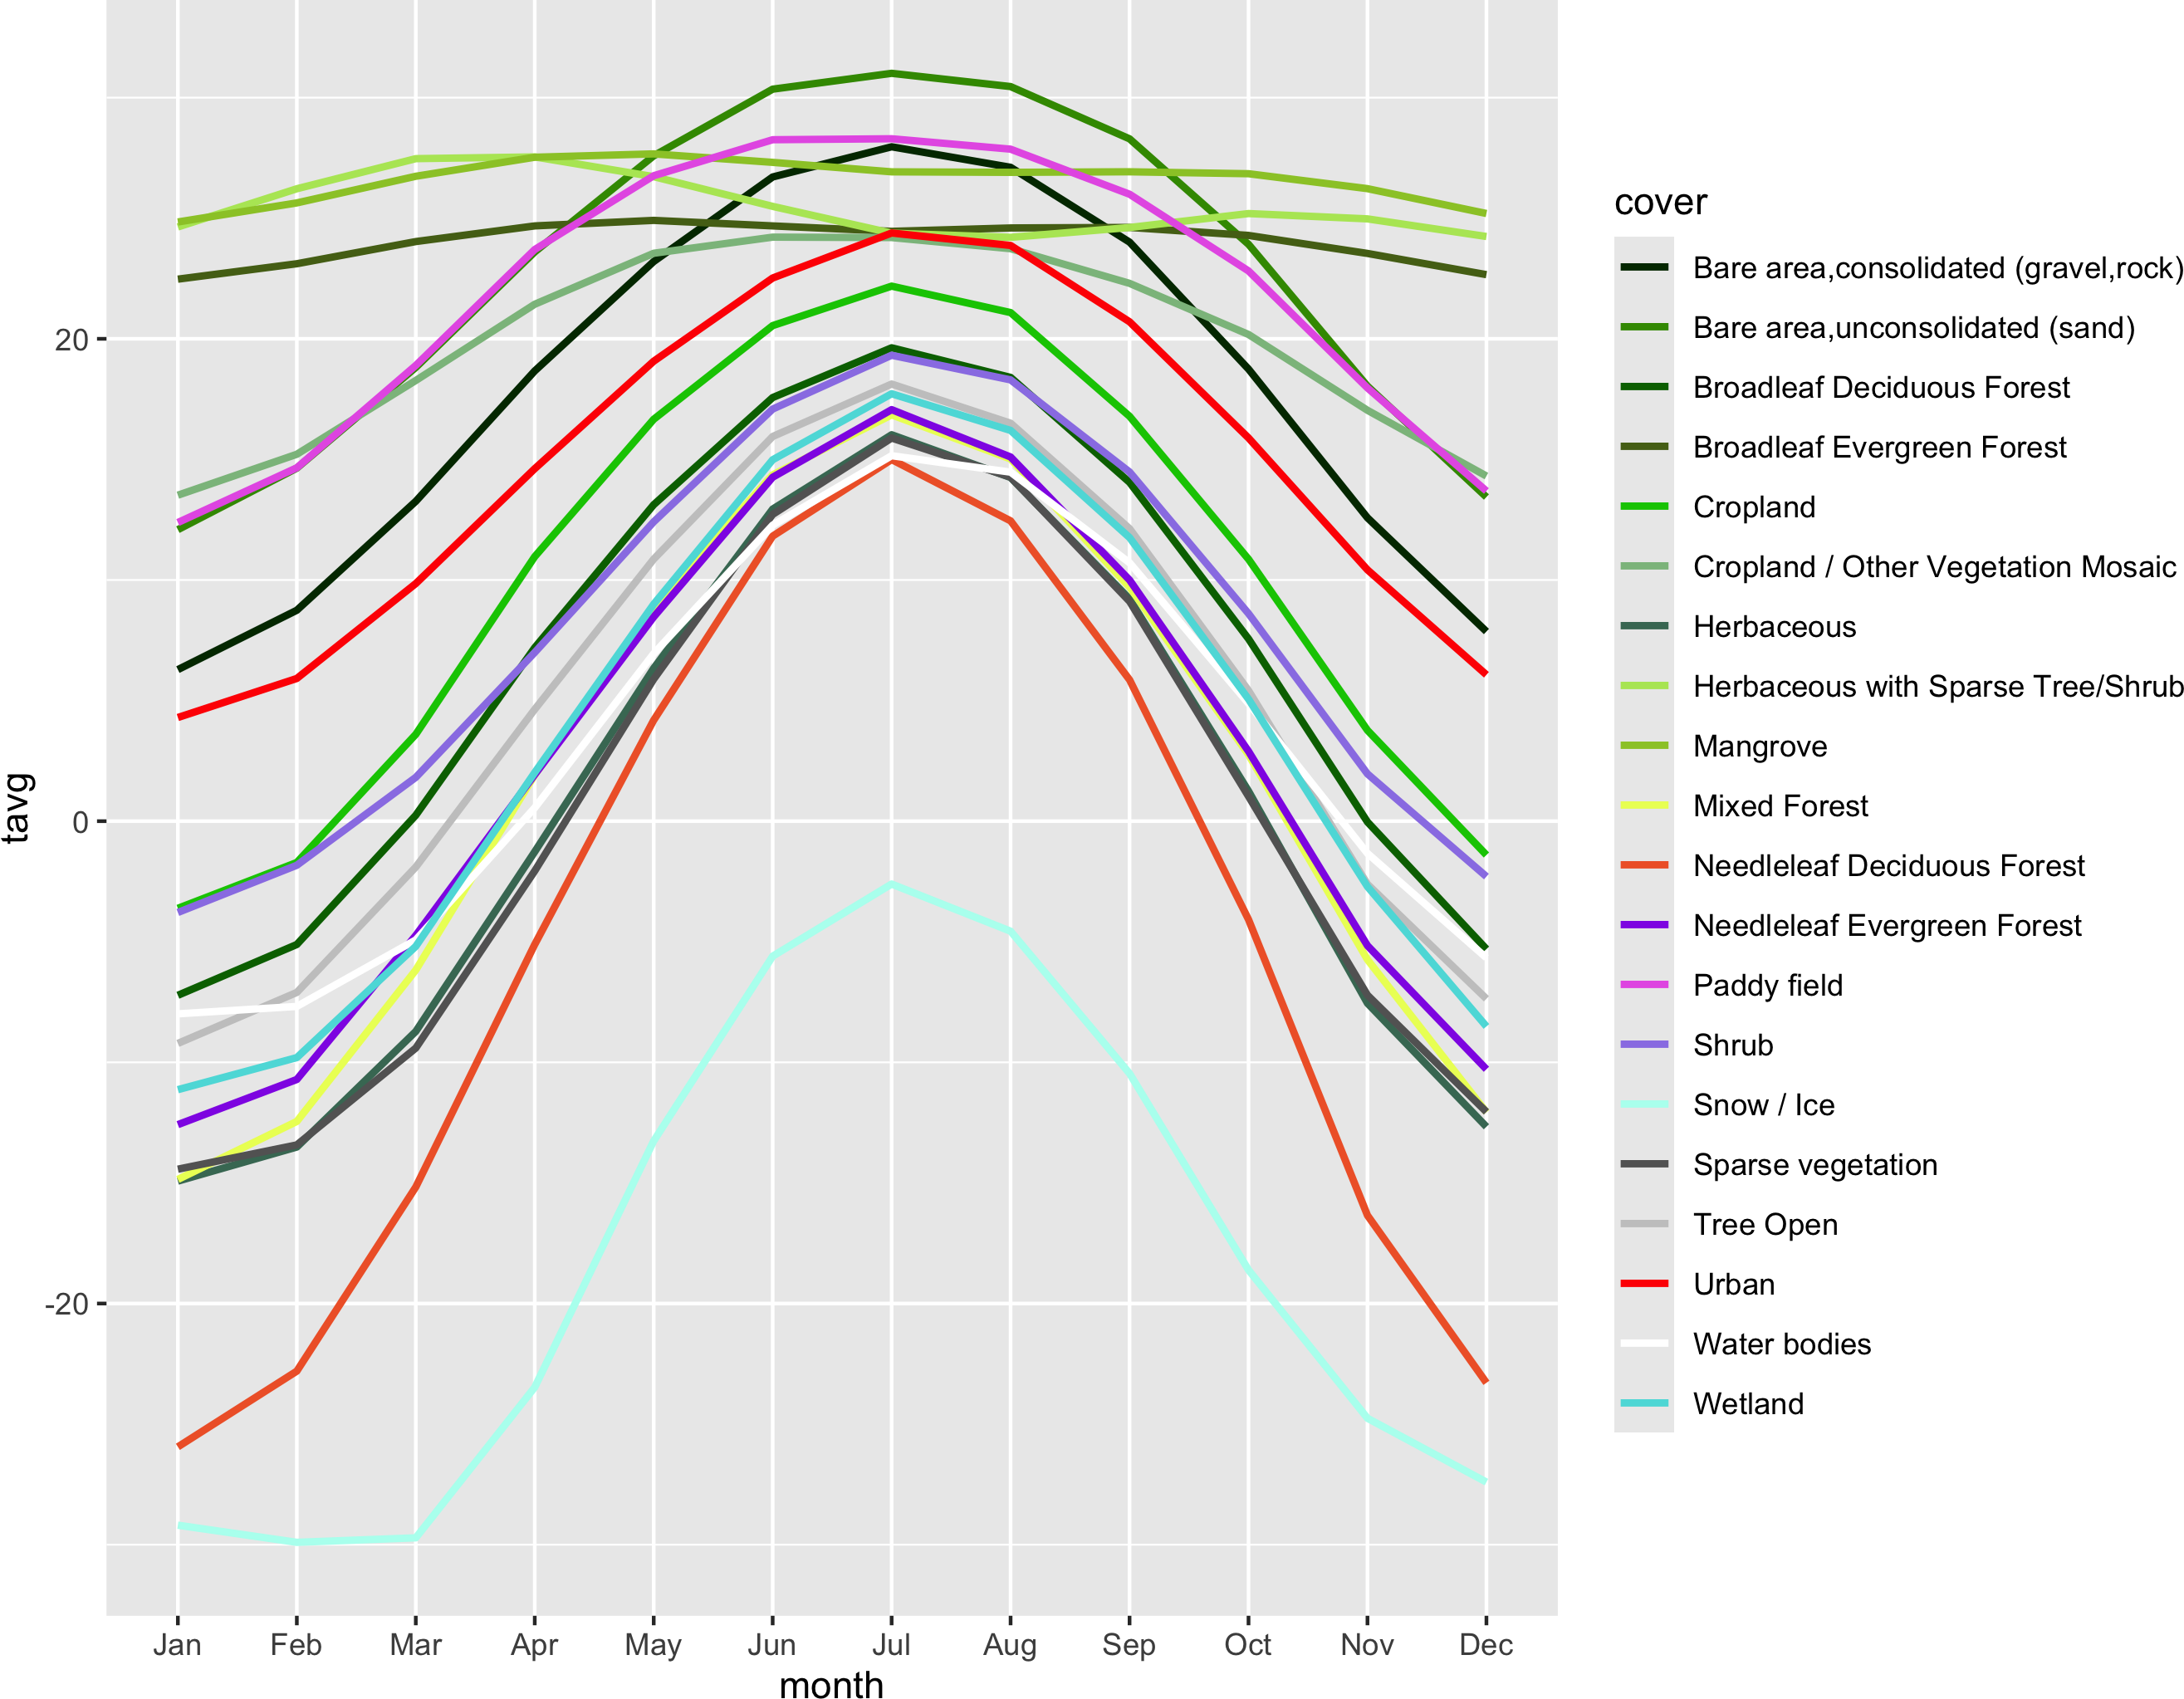 20
0
-20
tavg
Jan Feb Mar Apr May Jun Jul Aug Sep Oct Nov Dec
month
cover
Bare area,consolidated (gravel,rock)
Bare area,unconsolidated (sand)
Broadleaf Deciduous Forest
Broadleaf Evergreen Forest
Cropland
Cropland / Other Vegetation Mosaic
Herbaceous
Herbaceous with Sparse Tree/Shrub
Mangrove
Mixed Forest
Needleleaf Deciduous Forest
Needleleaf Evergreen Forest
Paddy field
Shrub
Snow / Ice
Sparse vegetation
Tree Open
Urban
Water bodies
Wetland